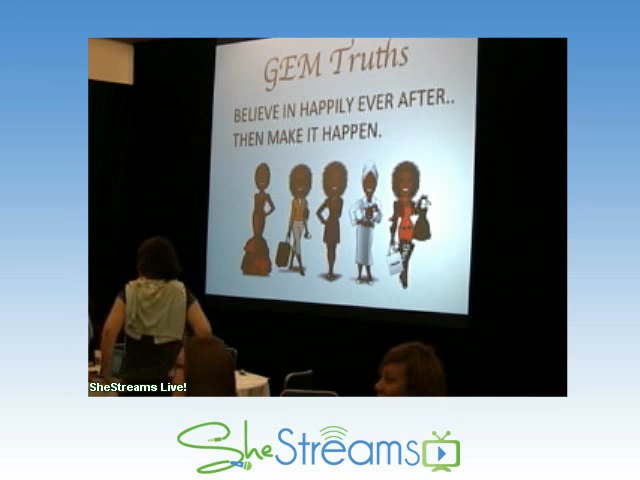 GEM Truths
BELIEVE IN HAPPILY EVER AFTER..
THEN MAKE IT HAPPEN.
SheStreams Live!
SheStreams